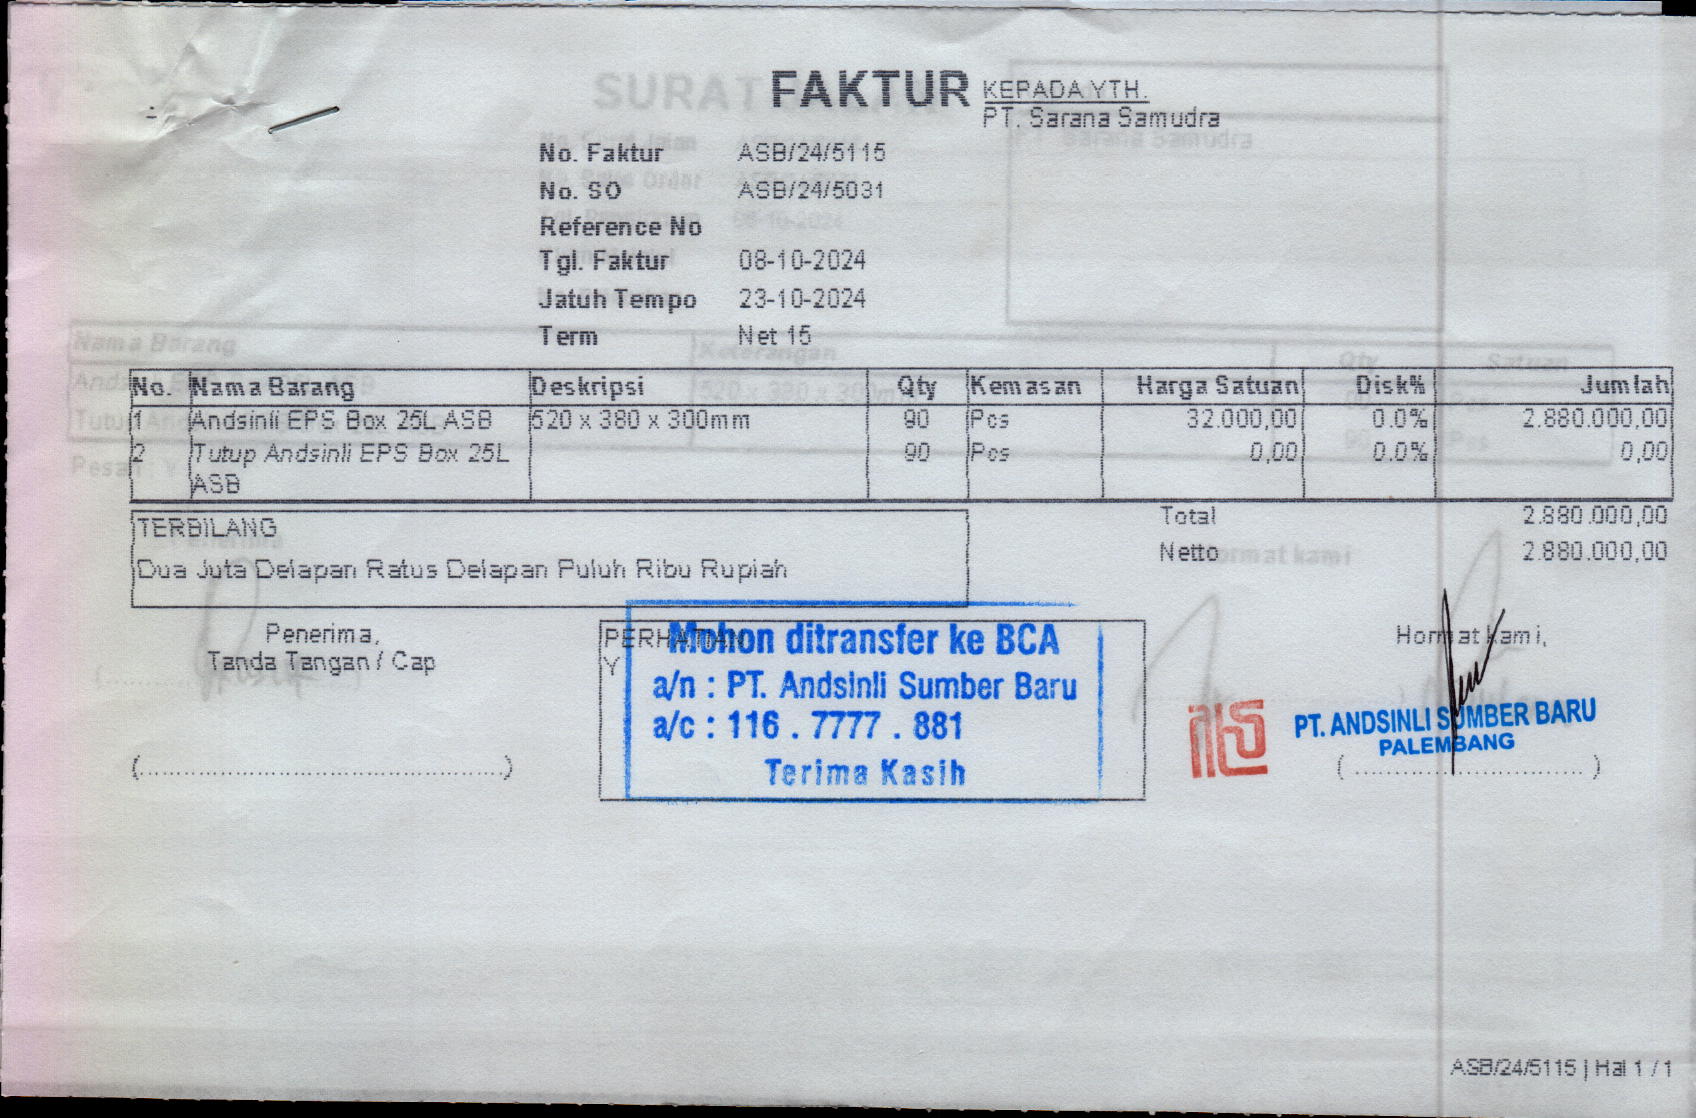 FAKTUR
KEPADA YTH.
PT. Sarana Samudra
No. Faktur ASB/24/5115
No. SO ASB/24/5031
Reference No
Tgl. Faktur 08-10-2024
Jatuh Tempo 23-10-2024
Term Net 15
No. Nama Barang Deskripsi Qty Kemasan Harga Satuan Disk% Jumlah
1 Andsinli EPS Box 25L ASB 520 x 380 x 300mm 90 Pcs 32.000,00 0.0% 2.880.000,00
2 Tutup Andsinli EPS Box 25L 90 Pcs 0,00 0.0% 0,00
ASB
TERBILANG
Dua Juta Delapan Ratus Delapan Puluh Ribu Rupiah
Total 2.880.000,00
Netto 2.880.000,00
Penerima,
Tanda Tangan / Cap
(.................................................)
PERHATIAN
Y
Mohon ditransfer ke BCA
a/n : PT. Andsinli Sumber Baru
a/c : 116 . 7777 . 881
Terima Kasih
Hormat kami,
PT. ANDSINLI SUMBER BARU
PALEMBANG
( ............................... )
ASB/24/5115 | Hal 1 / 1